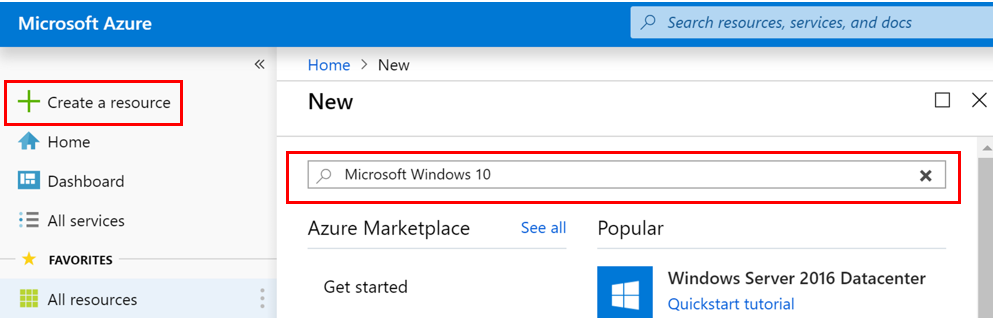 Microsoft Azure
Search resources, services, and docs
«
Create a resource
Home
Dashboard
All services
FAVORITES
All resources
Home > New
New
Microsoft Windows 10
Azure Marketplace
See all
Get started
Popular
Windows Server 2016 Datacenter
Quickstart tutorial